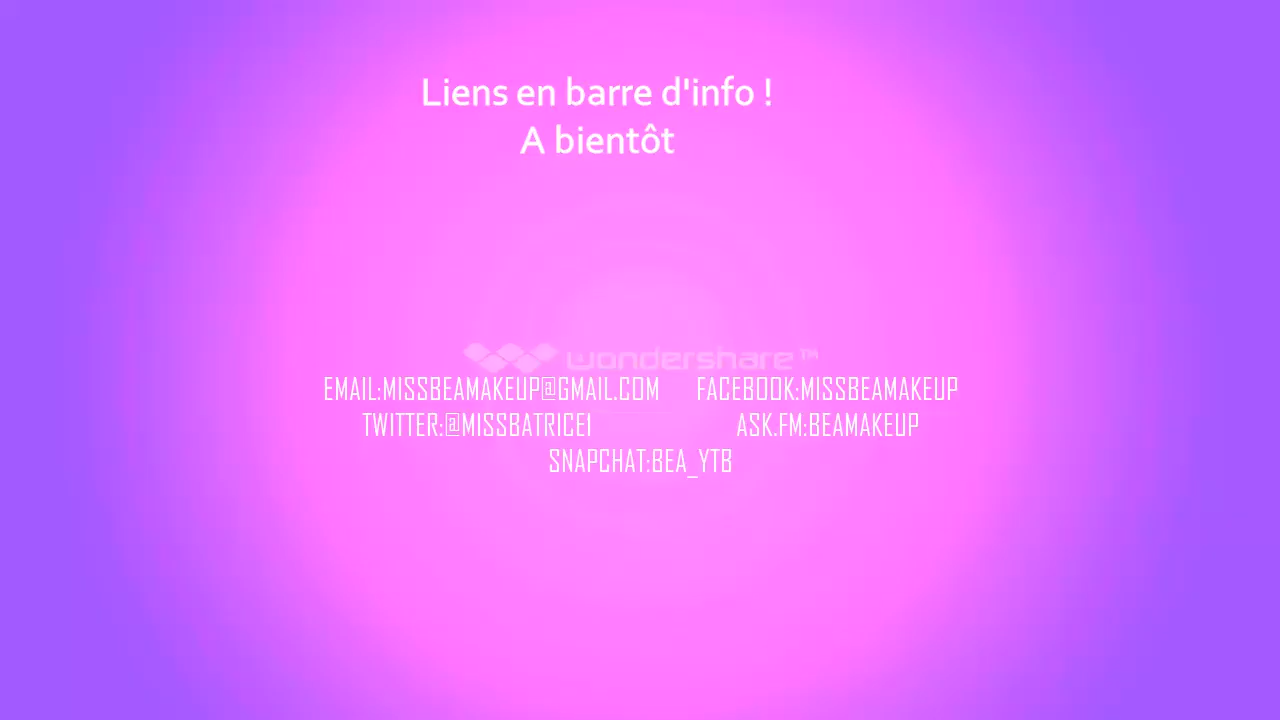 Liens en barre d'info !
A bientôt
wondershare™
EMAIL:MISSBEAMAKEUP@GMAIL.COM FACEBOOK:MISSBEAMAKEUP
TWITTER:@MISSBATRICE1 ASK.FM:BEAMAKEUP
SNAPCHAT:BEA_YTB